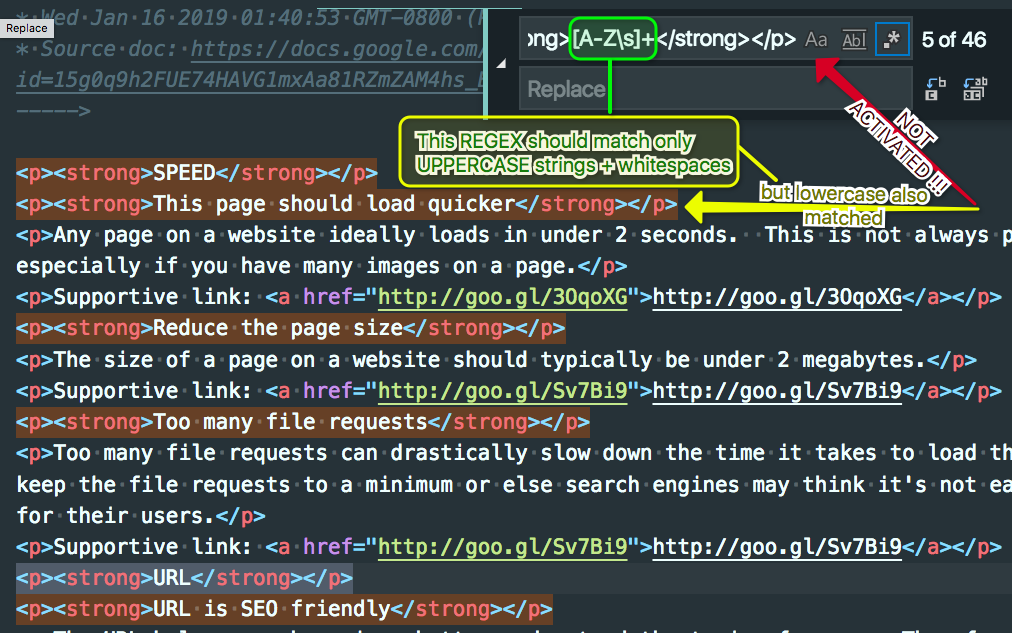 * Wed Jan 16 2019 01:40:53 GMT-0800 (
Replace
* Source doc: https://docs.google.com/
id=15g0q9h2FUE74HAVG1mxAa81RZmZAM4hs_
----->
ong>[A-Z\s]+</strong></p> Aa Abl .* 5 of 46
Replace
NOT
ACTIVATED !!!
This REGEX should match only
UPPERCASE strings + whitespaces
but lowercase also
matched
<p><strong>SPEED</strong></p>
<p><strong>This page should load quicker</strong></p>
<p>Any page on a website ideally loads in under 2 seconds.  This is not always p
especially if you have many images on a page.</p>
<p>Supportive link: <a href="http://goo.gl/3OqoXG">http://goo.gl/3OqoXG</a></p>
<p><strong>Reduce the page size</strong></p>
<p>The size of a page on a website should typically be under 2 megabytes.</p>
<p>Supportive link: <a href="http://goo.gl/Sv7Bi9">http://goo.gl/Sv7Bi9</a></p>
<p><strong>Too many file requests</strong></p>
<p>Too many file requests can drastically slow down the time it takes to load th
keep the file requests to a minimum or else search engines may think it's not ea
for their users.</p>
<p>Supportive link: <a href="http://goo.gl/Sv7Bi9">http://goo.gl/Sv7Bi9</a></p>
<p><strong>URL</strong></p>
<p><strong>URL is SEO friendly</strong></p>